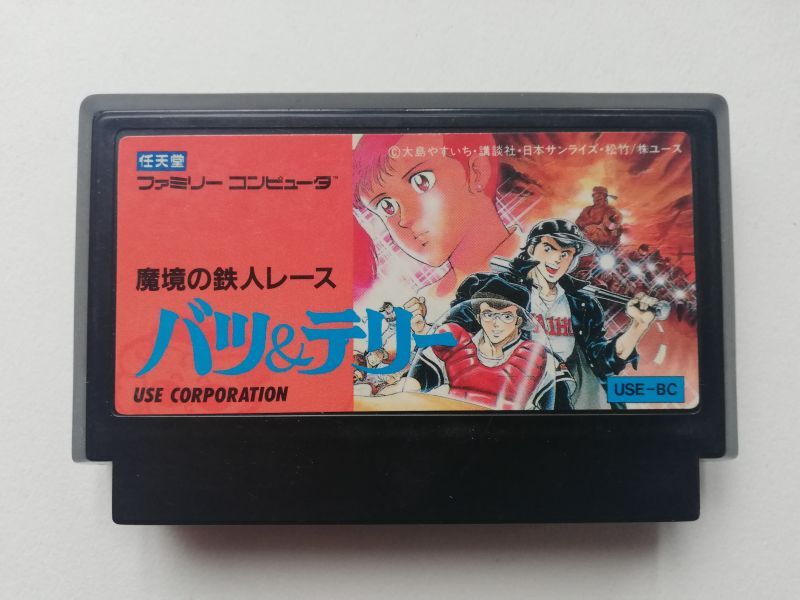 任天堂
ファミリー コンピュータ™
©大島やすいち・講談社・日本サンライズ・松竹/株ユース
魔境の鉄人レース
バツ&テリー
USE CORPORATION
USE-BC